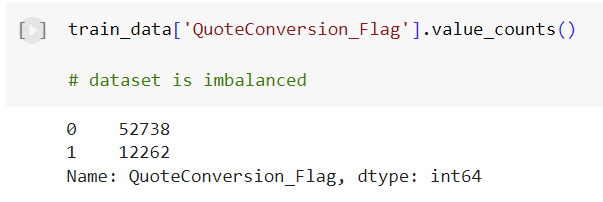 [ ] train_data['QuoteConversion_Flag'].value_counts()
# dataset is imbalanced
0    52738
1    12262
Name: QuoteConversion_Flag, dtype: int64